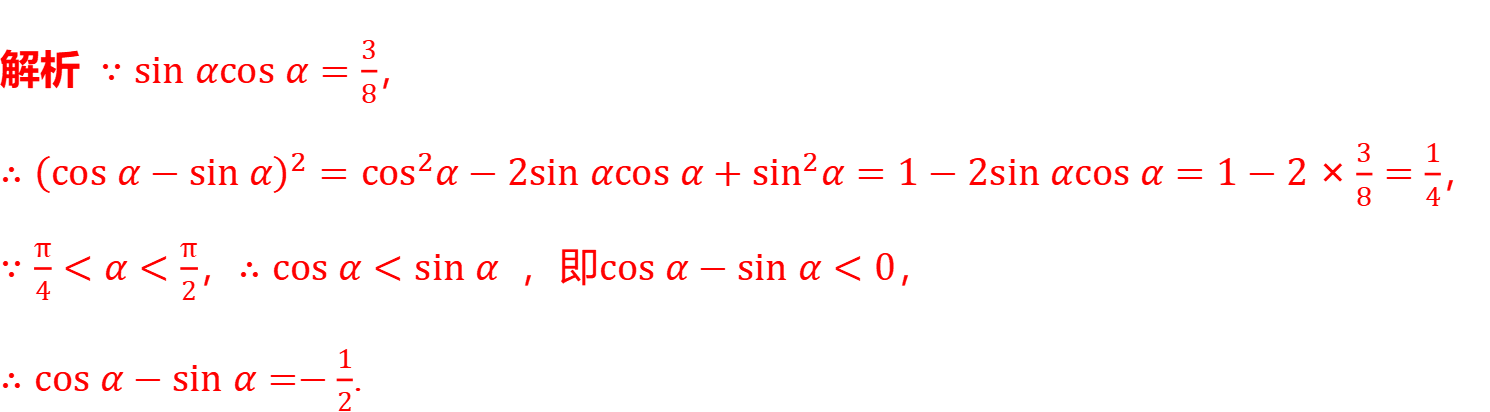 解析 ∵ sin αcos α = 3/8,
∴ (cos α − sin α)² = cos²α − 2sin αcos α + sin²α = 1 − 2sin αcos α = 1 − 2 × 3/8 = 1/4,
∵ π/4 < α < π/2, ∴ cos α < sin α , 即cos α − sin α < 0,
∴ cos α − sin α =− 1/2.